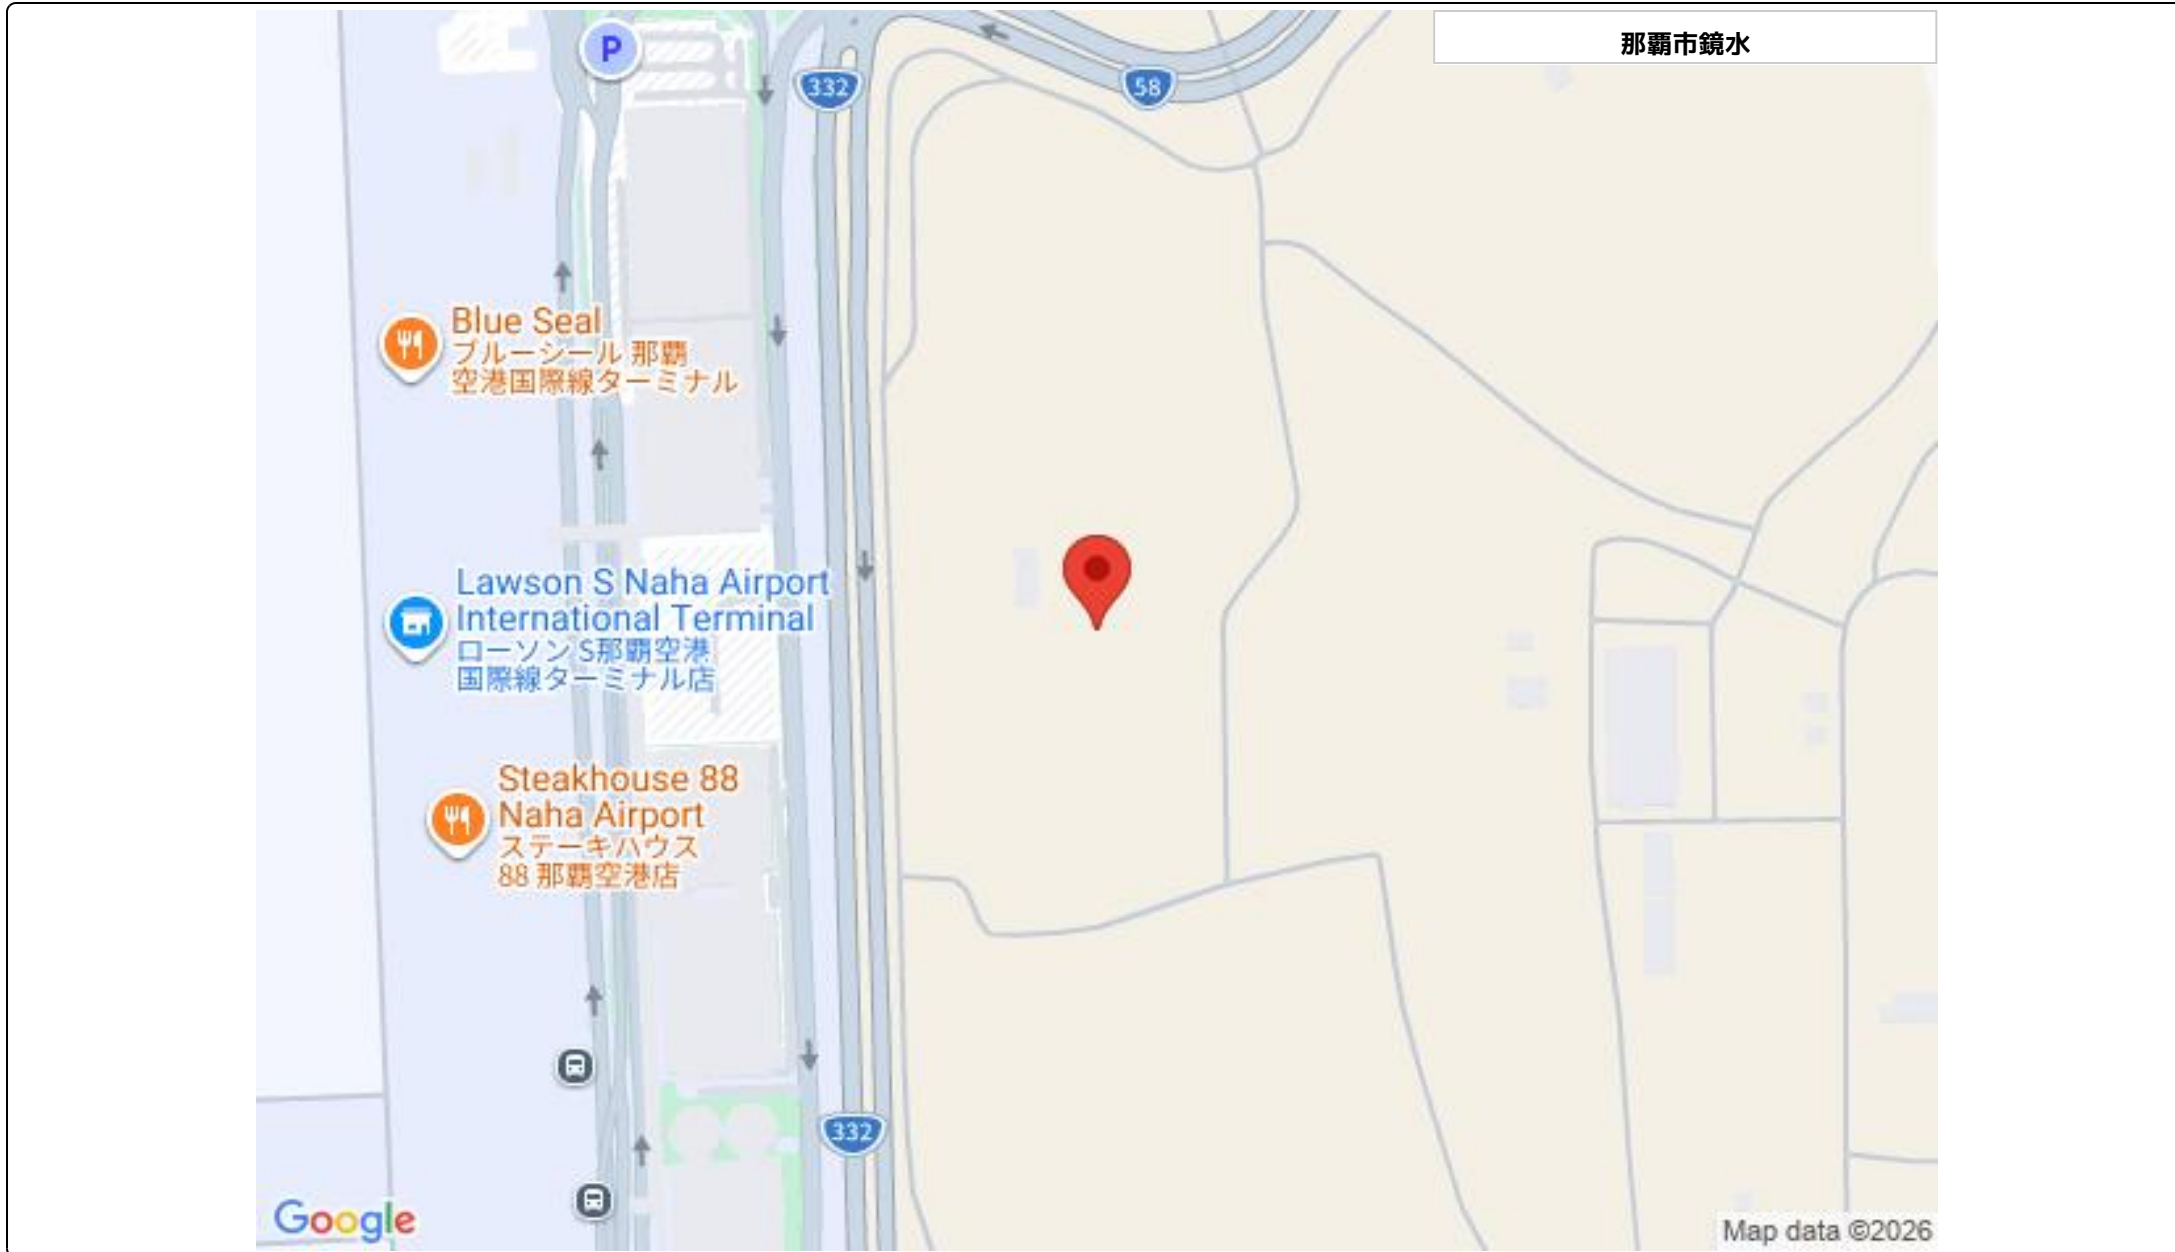 那覇市鏡水
P
332
58
Blue Seal
ブルーシール 那覇
空港国際線ターミナル
Lawson S Naha Airport
International Terminal
ローソン S那覇空港
国際線ターミナル店
Steakhouse 88
Naha Airport
ステーキハウス
88 那覇空港店
332
Google
Map data ©2026